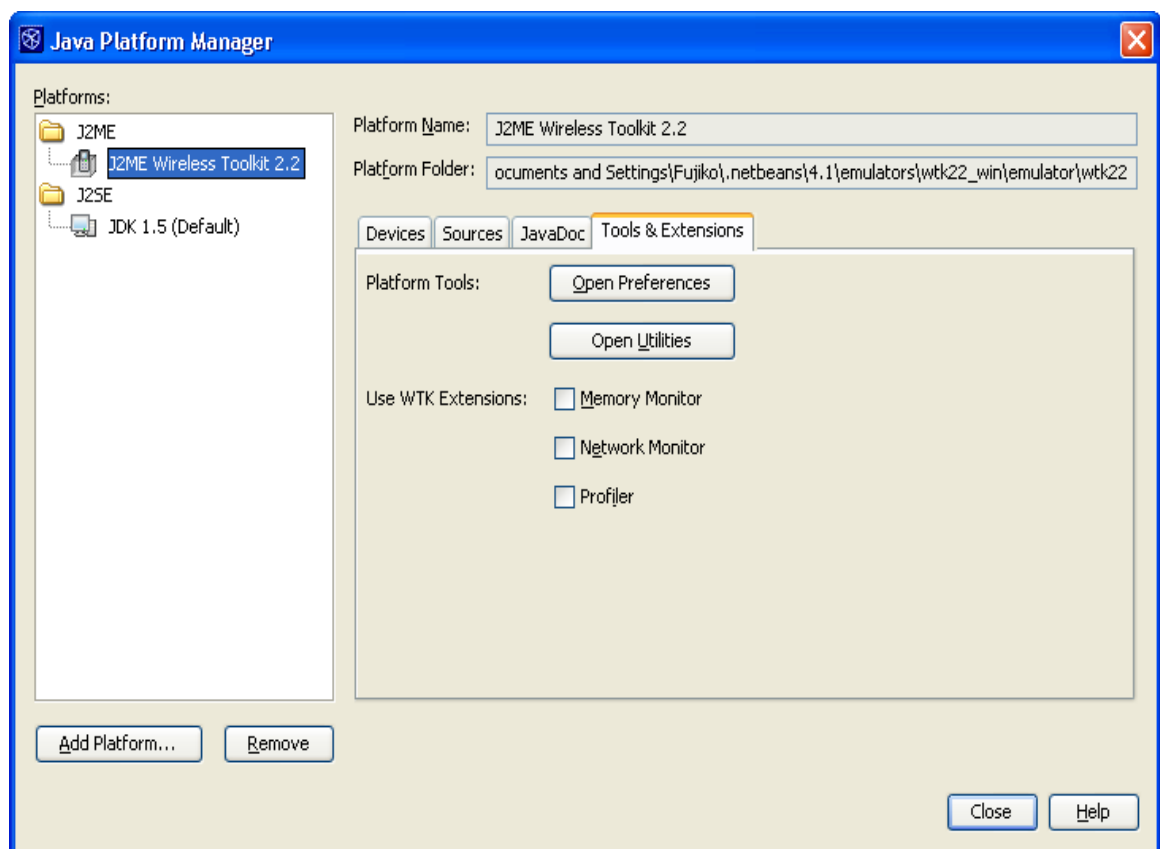 Java Platform Manager
Platforms:
J2ME
J2ME Wireless Toolkit 2.2
J2SE
JDK 1.5 (Default)
Platform Name: J2ME Wireless Toolkit 2.2
Platform Folder: ocuments and Settings\Fujiko\.netbeans\4.1\emulators\wtk22_win\emulator\wtk22
Devices Sources JavaDoc Tools & Extensions
Platform Tools: Open Preferences
Open Utilities
Use WTK Extensions: Memory Monitor
Network Monitor
Profiler
Add Platform... Remove
Close Help